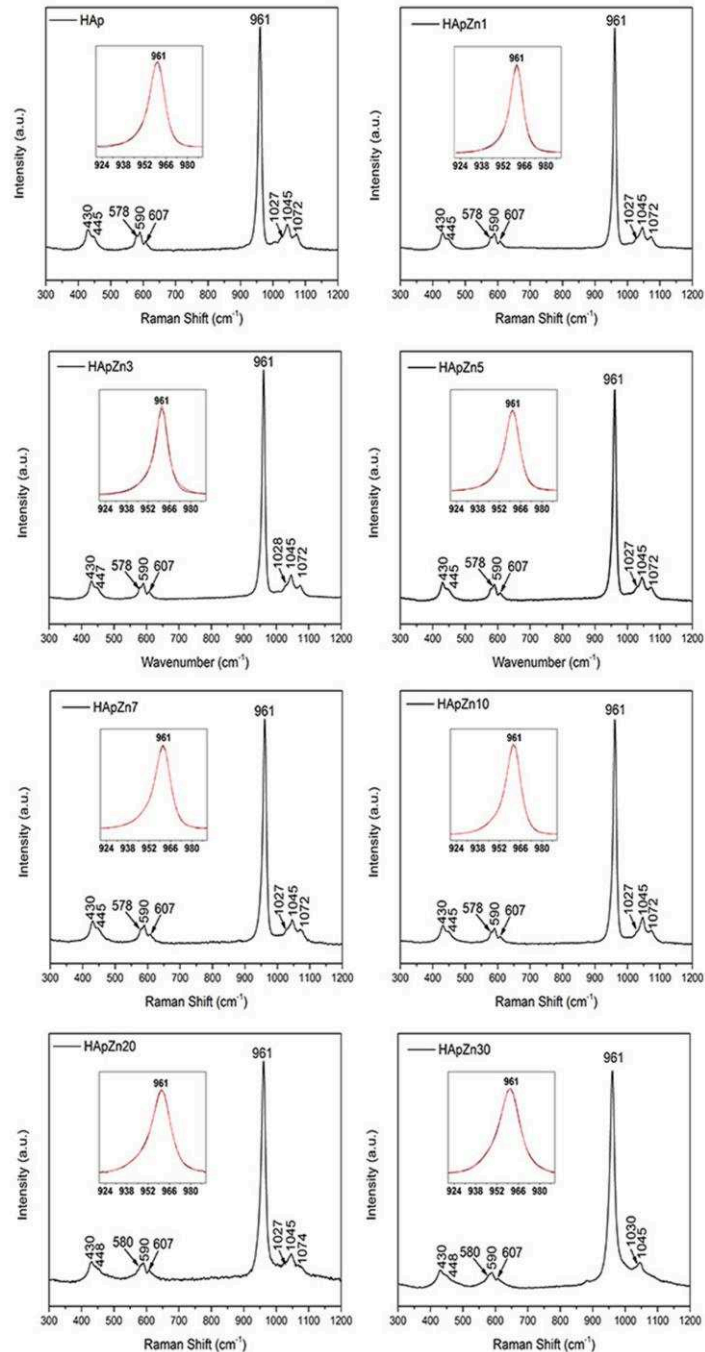 HAp
961
961
924 938 952 966 980
430
445
578
590
607
1027
1045
1072
Intensity (a.u.)
300 400 500 600 700 800 900 1000 1100 1200
Raman Shift (cm⁻¹)
HApZn1
961
961
924 938 952 966 980
430
445
578
590
607
1027
1045
1072
Intensity (a.u.)
300 400 500 600 700 800 900 1000 1100 1200
Raman Shift (cm⁻¹)
HApZn3
961
961
924 938 952 966 980
430
447
578
590
607
1028
1045
1072
Intensity (a.u.)
300 400 500 600 700 800 900 1000 1100 1200
Wavenumber (cm⁻¹)
HApZn5
961
961
924 938 952 966 980
430
445
578
590
607
1027
1045
1072
Intensity (a.u.)
300 400 500 600 700 800 900 1000 1100 1200
Wavenumber (cm⁻¹)
HApZn7
961
961
924 938 952 966 980
430
445
578
590
607
1027
1045
1072
Intensity (a.u.)
300 400 500 600 700 800 900 1000 1100 1200
Raman Shift (cm⁻¹)
HApZn10
961
961
924 938 952 966 980
430
445
578
590
607
1027
1045
1072
Intensity (a.u.)
300 400 500 600 700 800 900 1000 1100 1200
Raman Shift (cm⁻¹)
HApZn20
961
961
924 938 952 966 980
430
448
580
590
607
1027
1045
1074
Intensity (a.u.)
300 400 500 600 700 800 900 1000 1100 1200
Raman Shift (cm⁻¹)
HApZn30
961
961
924 938 952 966 980
430
448
580
590
607
1030
1045
Intensity (a.u.)
300 400 500 600 700 800 900 1000 1100 1200
Raman Shift (cm⁻¹)